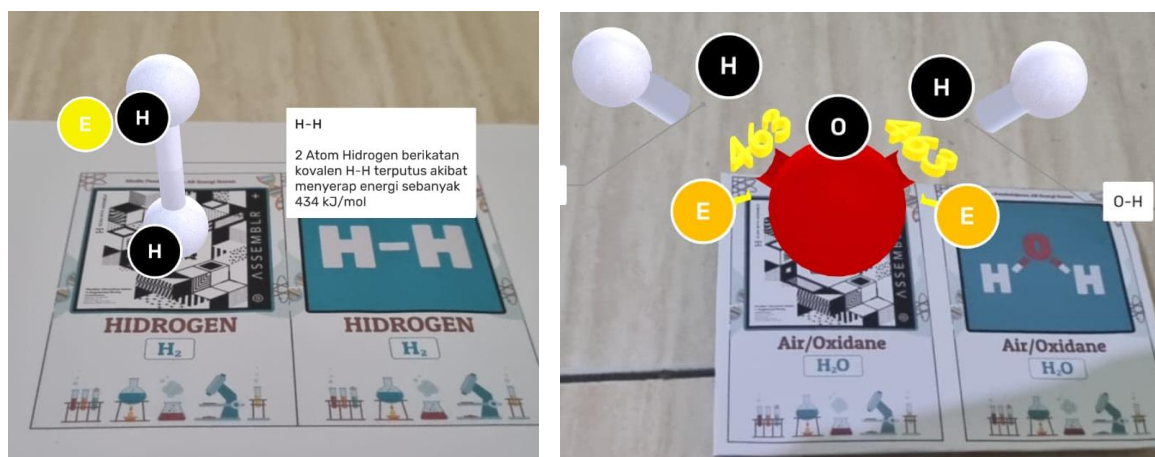 E
H
H
H-H
2 Atom Hidrogen berikatan
kovalen H-H terputus akibat
menyerap energi sebanyak
434 kJ/mol
ASSEMBLR
H-H
HIDROGEN
H₂
HIDROGEN
H₂
H
H
O
463
463
E
E
O-H
ASSEMBLR
O
H H
Air/Oxidane
H₂O
Air/Oxidane
H₂O